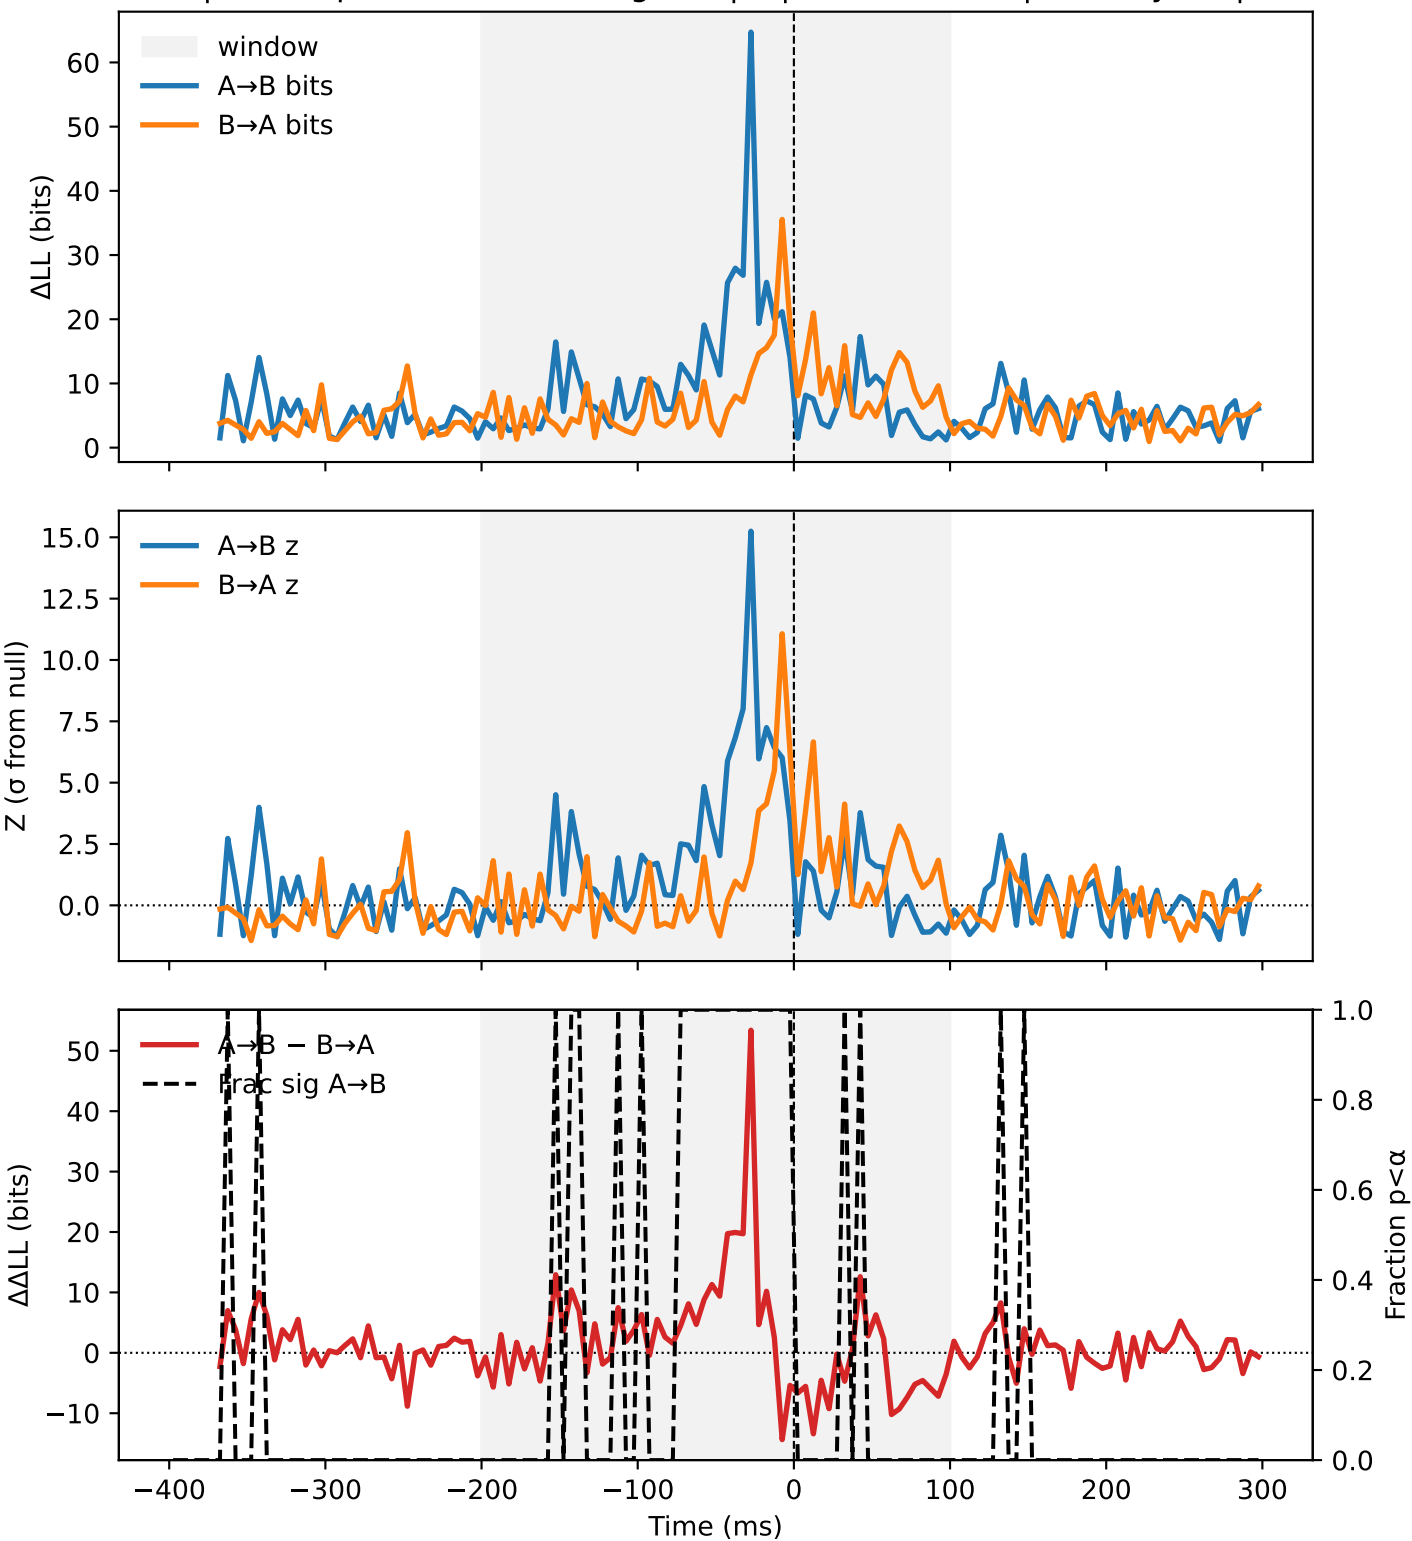 window
A→B bits
B→A bits
ΔLL (bits)
60
50
40
30
20
10
0
A→B z
B→A z
Z (σ from null)
15.0
12.5
10.0
7.5
5.0
2.5
0.0
A→B − B→A
Frac sig A→B
ΔΔLL (bits)
50
40
30
20
10
0
−10
1.0
0.8
0.6
0.4
0.2
0.0
Fraction p<α
−400 −300 −200 −100 0 100 200 300
Time (ms)